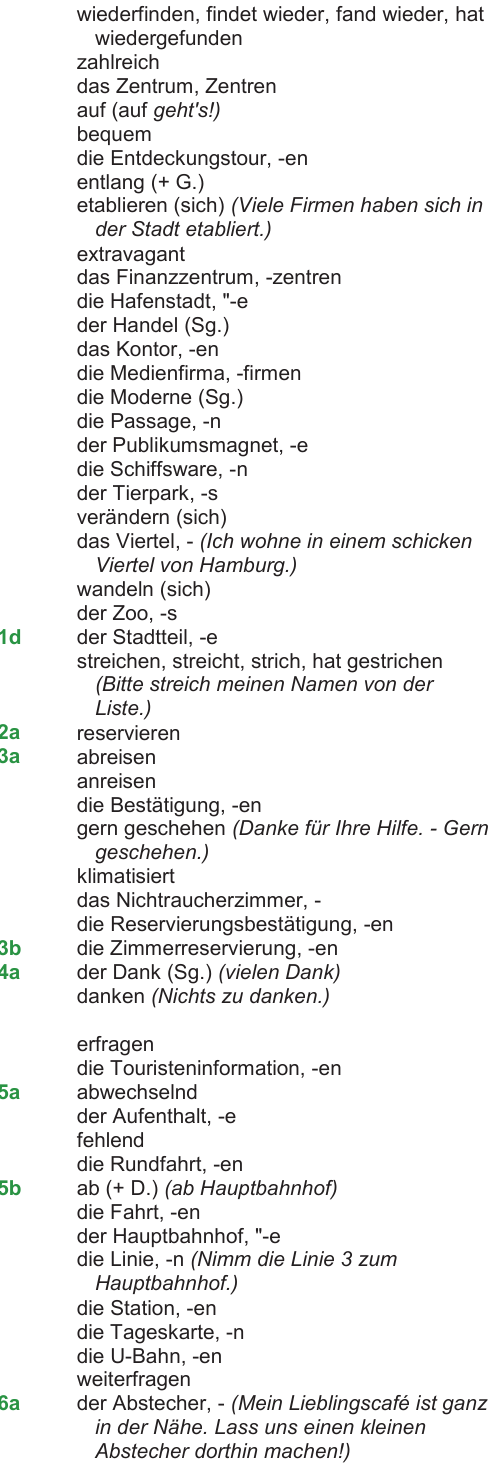 wiederfinden, findet wieder, fand wieder, hat
wiedergefunden
zahlreich
das Zentrum, Zentren
auf (auf geht's!)
bequem
die Entdeckungstour, -en
entlang (+ G.)
etablieren (sich) (Viele Firmen haben sich in
der Stadt etabliert.)
extravagant
das Finanzzentrum, -zentren
die Hafenstadt, "-e
der Handel (Sg.)
das Kontor, -en
die Medienfirma, -firmen
die Moderne (Sg.)
die Passage, -n
der Publikumsmagnet, -e
die Schiffsware, -n
der Tierpark, -s
verändern (sich)
das Viertel, - (Ich wohne in einem schicken
Viertel von Hamburg.)
wandeln (sich)
der Zoo, -s
1d der Stadtteil, -e
streichen, streicht, strich, hat gestrichen
(Bitte streich meinen Namen von der
Liste.)
2a reservieren
3a abreisen
anreisen
die Bestätigung, -en
gern geschehen (Danke für Ihre Hilfe. - Gern
geschehen.)
klimatisiert
das Nichtraucherzimmer, -
die Reservierungsbestätigung, -en
3b die Zimmerreservierung, -en
4a der Dank (Sg.) (vielen Dank)
danken (Nichts zu danken.)
erfragen
die Touristeninformation, -en
5a abwechselnd
der Aufenthalt, -e
fehlend
die Rundfahrt, -en
5b ab (+ D.) (ab Hauptbahnhof)
die Fahrt, -en
der Hauptbahnhof, "-e
die Linie, -n (Nimm die Linie 3 zum
Hauptbahnhof.)
die Station, -en
die Tageskarte, -n
die U-Bahn, -en
weiterfragen
6a der Abstecher, - (Mein Lieblingscafé ist ganz
in der Nähe. Lass uns einen kleinen
Abstecher dorthin machen!)